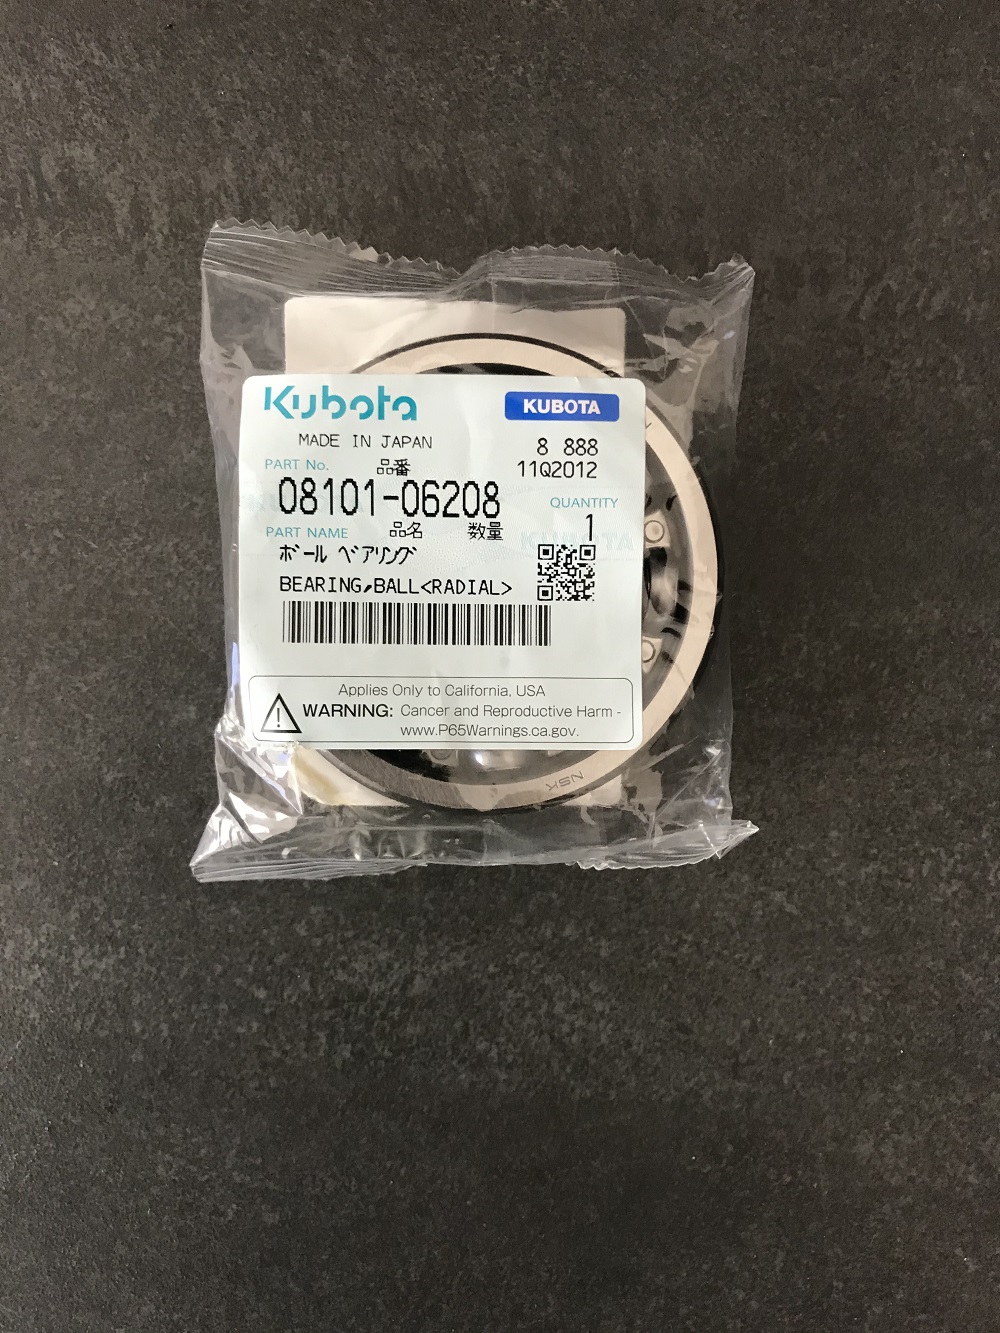 Kubota
KUBOTA
MADE IN JAPAN
8 888
PART No. 品番
11Q2012
08101-06208
QUANTITY
PART NAME 品名 数量 1
ボール ベアリング
BEARING,BALL<RADIAL>
Applies Only to California, USA
WARNING: Cancer and Reproductive Harm -
www.P65Warnings.ca.gov.
NSK